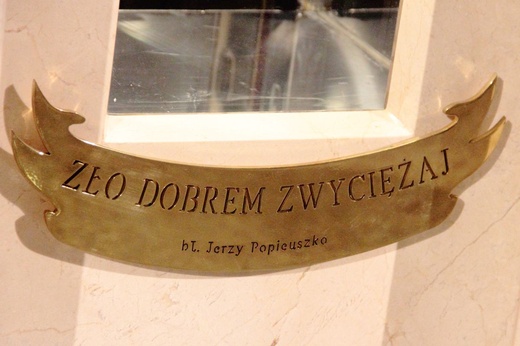 ZŁO DOBREM ZWYCIĘŻAJ
bł. Jerzy Popiełuszko